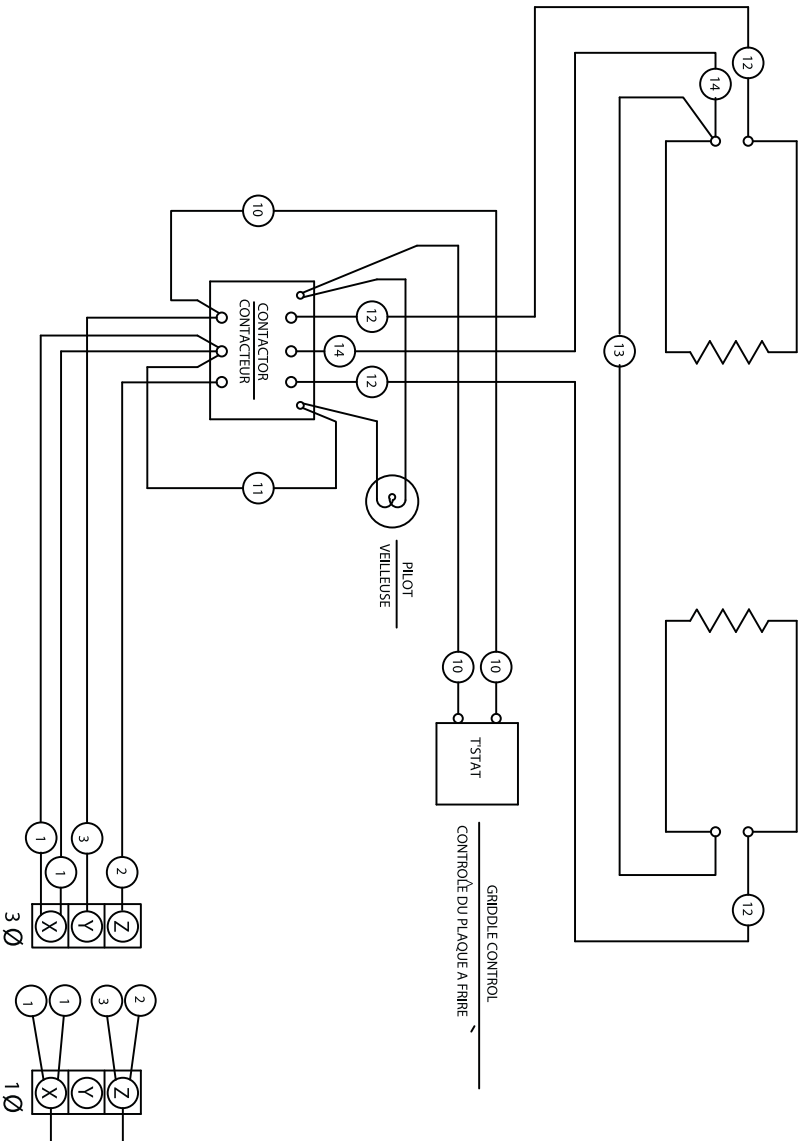 12
14
10
12
14
12
13
CONTACTOR
CONTACTEUR
11
PILOT
VEILLEUSE
10
10
T'STAT
GRIDDLE CONTROL
CONTROLE DU PLAQUE A FRIRE
12
1
1
3
2
X
Y
Z
3 Ø
1
1
3
2
X
Y
Z
1 Ø